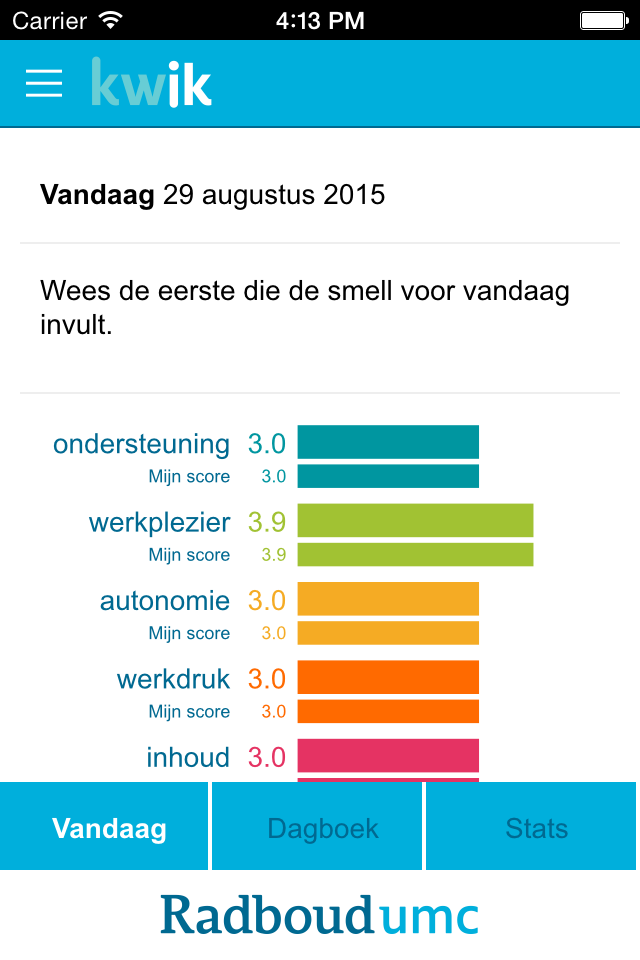 Carrier 4:13 PM
kwik
Vandaag 29 augustus 2015
Wees de eerste die de smell voor vandaag
invult.
ondersteuning 3.0
Mijn score 3.0
werkplezier 3.9
Mijn score 3.9
autonomie 3.0
Mijn score 3.0
werkdruk 3.0
Mijn score 3.0
inhoud 3.0
Vandaag Dagboek Stats
Radboudumc